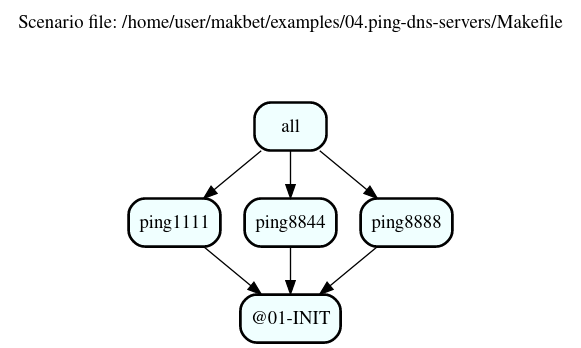 Scenario file: /home/user/makbet/examples/04.ping-dns-servers/Makefile
all
ping1111
ping8844
ping8888
@01-INIT